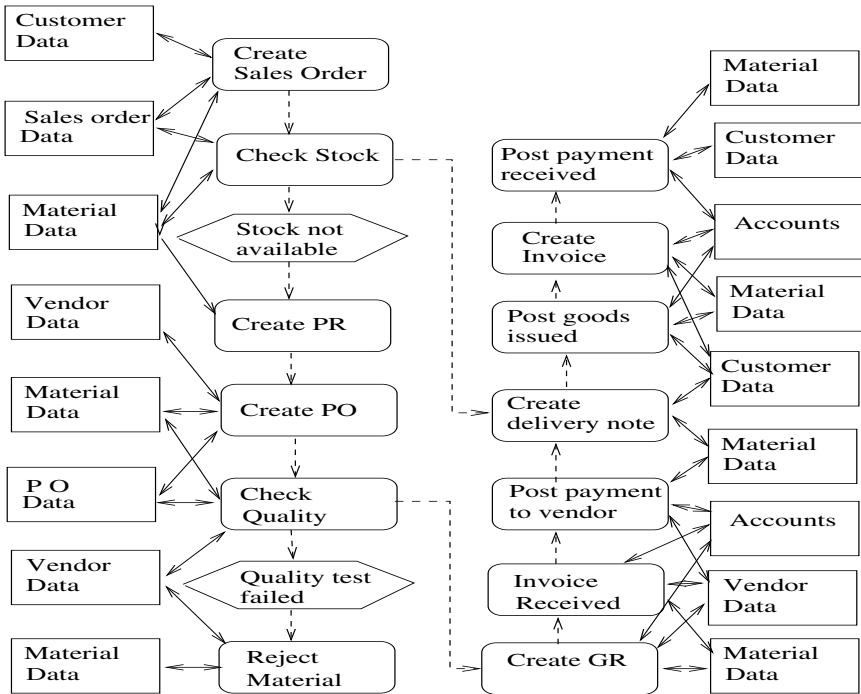 Customer
Data
Sales order
Data
Material
Data
Vendor
Data
Material
Data
P O
Data
Vendor
Data
Material
Data
Create
Sales Order
Check Stock
Stock not
available
Create PR
Create PO
Check
Quality
Quality test
failed
Reject
Material
Post payment
received
Create
Invoice
Post goods
issued
Create
delivery note
Post payment
to vendor
Invoice
Received
Create GR
Material
Data
Customer
Data
Accounts
Material
Data
Customer
Data
Material
Data
Accounts
Vendor
Data
Material
Data